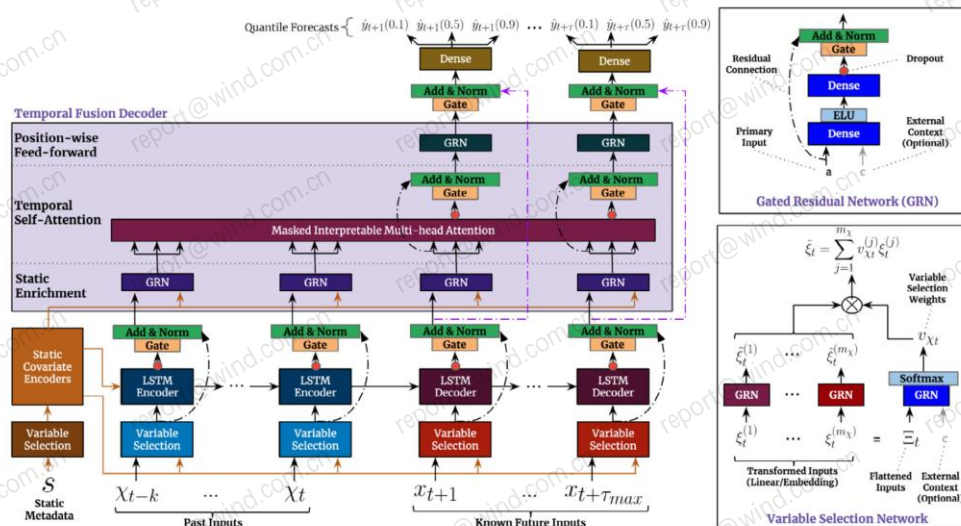 Quantile Forecasts
ŷt+1(0.1) ŷt+1(0.5) ŷt+1(0.9) ... ŷt+τ(0.1) ŷt+τ(0.5) ŷt+τ(0.9)
Dense
Dense
Add & Norm
Gate
Add & Norm
Gate
Temporal Fusion Decoder
Position-wise
Feed-forward
GRN
GRN
Temporal
Self-Attention
Add & Norm
Gate
Add & Norm
Gate
Masked Interpretable Multi-head Attention
Static
Enrichment
GRN
GRN
GRN
GRN
Add & Norm
Gate
Add & Norm
Gate
Add & Norm
Gate
Add & Norm
Gate
Static
Covariate
Encoders
LSTM
Encoder
...
LSTM
Encoder
LSTM
Decoder
...
LSTM
Decoder
Variable
Selection
Variable
Selection
Variable
Selection
Variable
Selection
Variable
Selection
s
Static
Metadata
χt−k ... χt
Past Inputs
xt+1 ... xt+τmax
Known Future Inputs
Add & Norm
Gate
Residual
Connection
Dropout
Dense
ELU
Dense
Primary
Input
External
Context
(Optional)
a
c
Gated Residual Network (GRN)
ξ̃t = ∑j=1mχ vχt(j) ξ̃t(j)
Variable
Selection
Weights
vχt
ξ̃t(1) ... ξ̃t(mχ)
Softmax
GRN
...
GRN
GRN
ξt(1) ... ξt(mχ) = Ξt
c
Transformed Inputs
(Linear/Embedding)
Flattened
Inputs
External
Context
(Optional)
Variable Selection Network
report@wind.com.cn